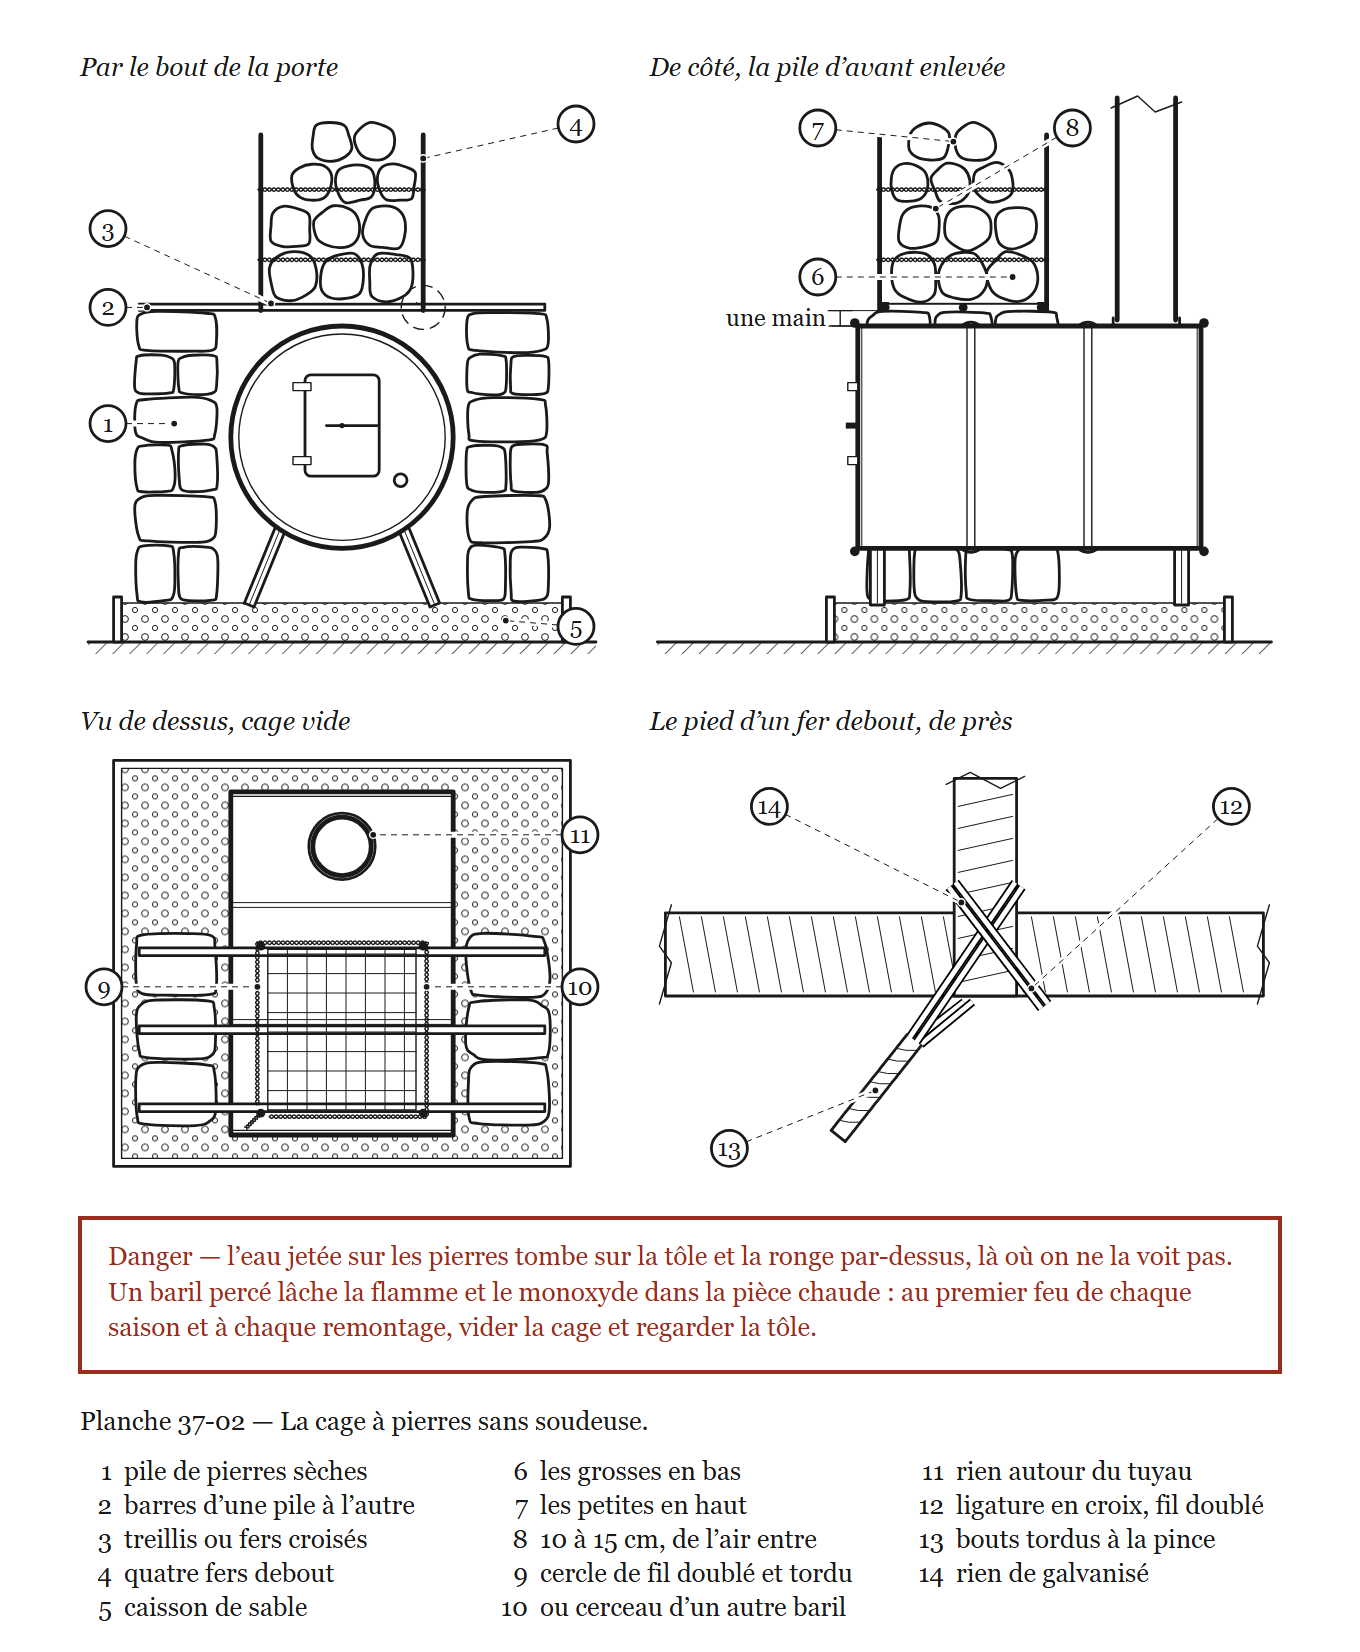 Par le bout de la porte
De côté, la pile d’avant enlevée
4
7
8
3
6
2
une main
1
5
Vu de dessus, cage vide
Le pied d’un fer debout, de près
14
12
11
9
10
13
Danger — l’eau jetée sur les pierres tombe sur la tôle et la ronge par-dessus, là où on ne la voit pas.
Un baril percé lâche la flamme et le monoxyde dans la pièce chaude : au premier feu de chaque
saison et à chaque remontage, vider la cage et regarder la tôle.
Planche 37-02 — La cage à pierres sans soudeuse.
1 pile de pierres sèches
2 barres d’une pile à l’autre
3 treillis ou fers croisés
4 quatre fers debout
5 caisson de sable
6 les grosses en bas
7 les petites en haut
8 10 à 15 cm, de l’air entre
9 cercle de fil doublé et tordu
10 ou cerceau d’un autre baril
11 rien autour du tuyau
12 ligature en croix, fil doublé
13 bouts tordus à la pince
14 rien de galvanisé